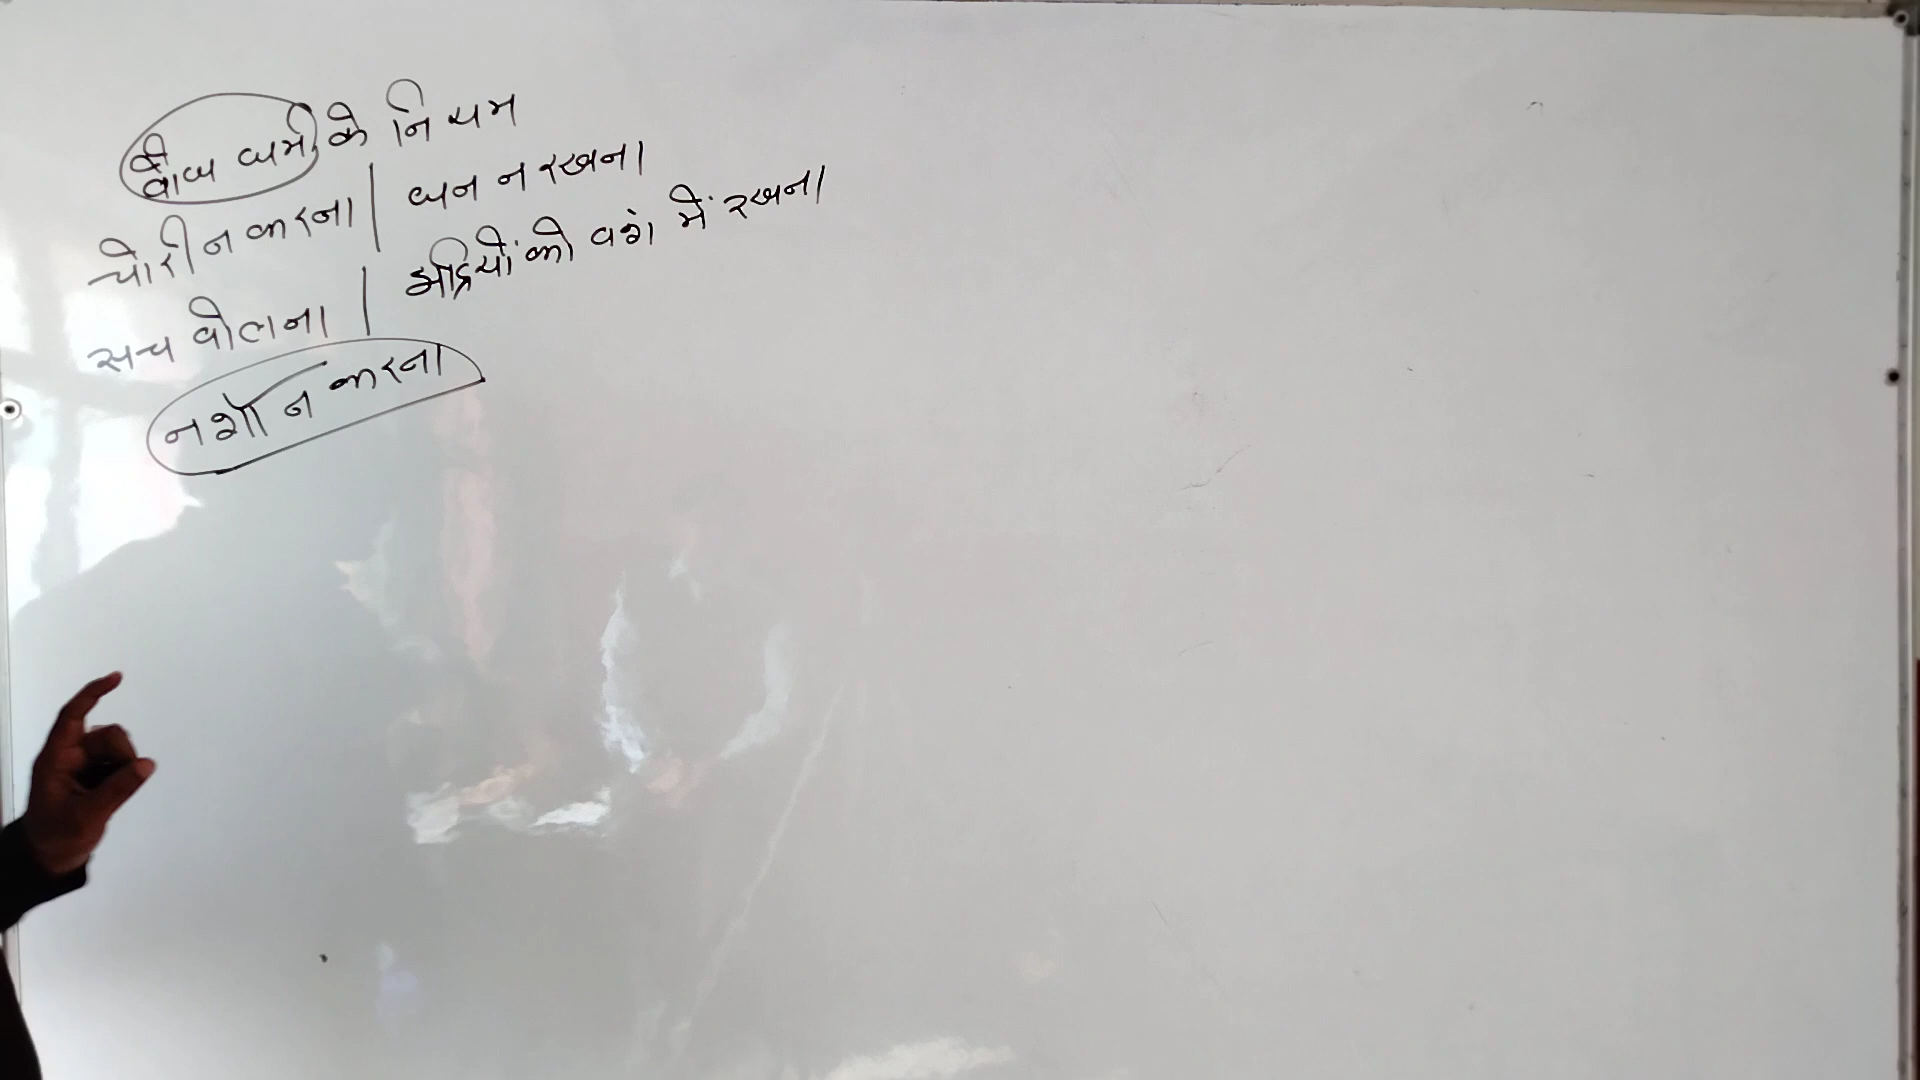 बौध धर्म के नियम
चोरी न करना | धन न रखना
सच बोलना | इंद्रियों को वश में रखना
नशा न करना